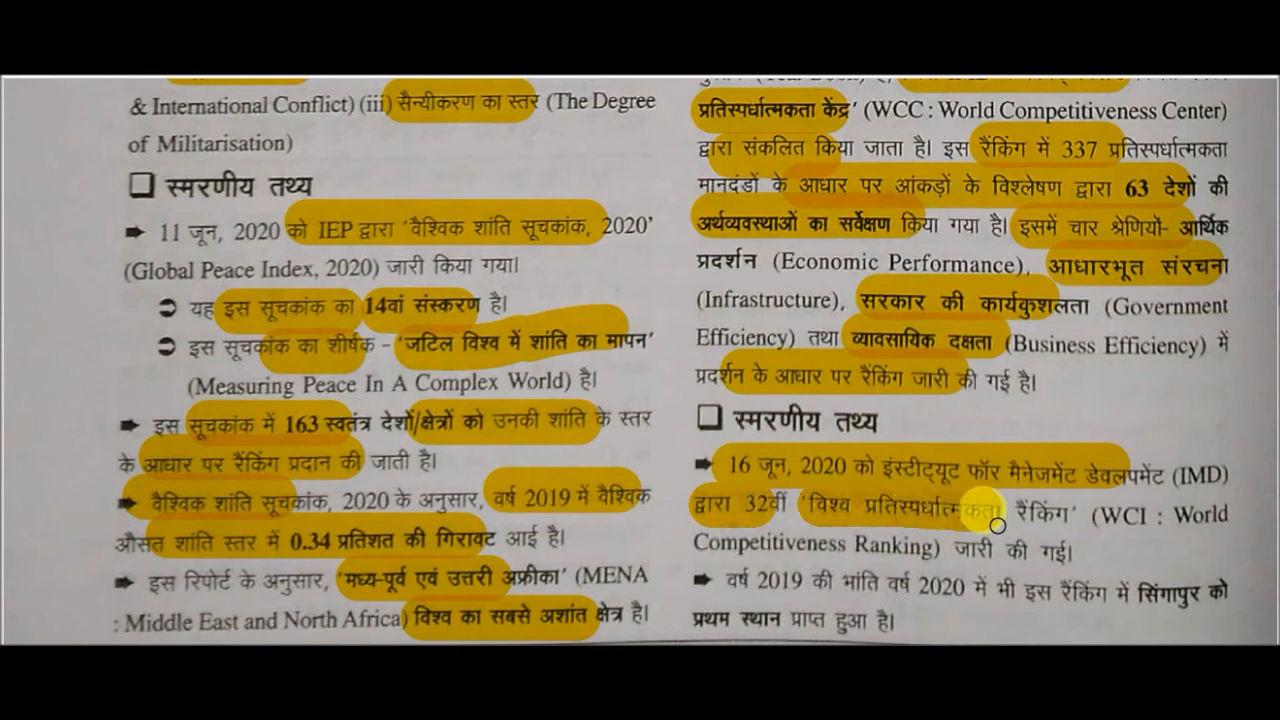 & International Conflict) (iii) सैन्यीकरण का स्तर (The Degree
of Militarisation)
❑ स्मरणीय तथ्य
➨ 11 जून, 2020 को IEP द्वारा 'वैश्विक शांति सूचकांक, 2020'
(Global Peace Index, 2020) जारी किया गया।
➲ यह इस सूचकांक का 14वां संस्करण है।
➲ इस सूचकांक का शीर्षक - 'जटिल विश्व में शांति का मापन'
(Measuring Peace In A Complex World) है।
➨ इस सूचकांक में 163 स्वतंत्र देशों/क्षेत्रों को उनकी शांति के स्तर
के आधार पर रैंकिंग प्रदान की जाती है।
➨ वैश्विक शांति सूचकांक, 2020 के अनुसार, वर्ष 2019 में वैश्विक
औसत शांति स्तर में 0.34 प्रतिशत की गिरावट आई है।
➨ इस रिपोर्ट के अनुसार, 'मध्य-पूर्व एवं उत्तरी अफ्रीका' (MENA
: Middle East and North Africa) विश्व का सबसे अशांत क्षेत्र है।
प्रतिस्पर्धात्मकता केंद्र' (WCC : World Competitiveness Center)
द्वारा संकलित किया जाता है। इस रैंकिंग में 337 प्रतिस्पर्धात्मकता
मानदंडों के आधार पर आंकड़ों के विश्लेषण द्वारा 63 देशों की
अर्थव्यवस्थाओं का सर्वेक्षण किया गया है। इसमें चार श्रेणियों- आर्थिक
प्रदर्शन (Economic Performance), आधारभूत संरचना
(Infrastructure), सरकार की कार्यकुशलता (Government
Efficiency) तथा व्यावसायिक दक्षता (Business Efficiency) में
प्रदर्शन के आधार पर रैंकिंग जारी की गई है।
❑ स्मरणीय तथ्य
➨ 16 जून, 2020 को इंस्टीट्यूट फॉर मैनेजमेंट डेवलपमेंट (IMD)
द्वारा 32वीं 'विश्व प्रतिस्पर्धात्मकता रैंकिंग' (WCI : World
Competitiveness Ranking) जारी की गई।
➨ वर्ष 2019 की भांति वर्ष 2020 में भी इस रैंकिंग में सिंगापुर को
प्रथम स्थान प्राप्त हुआ है।